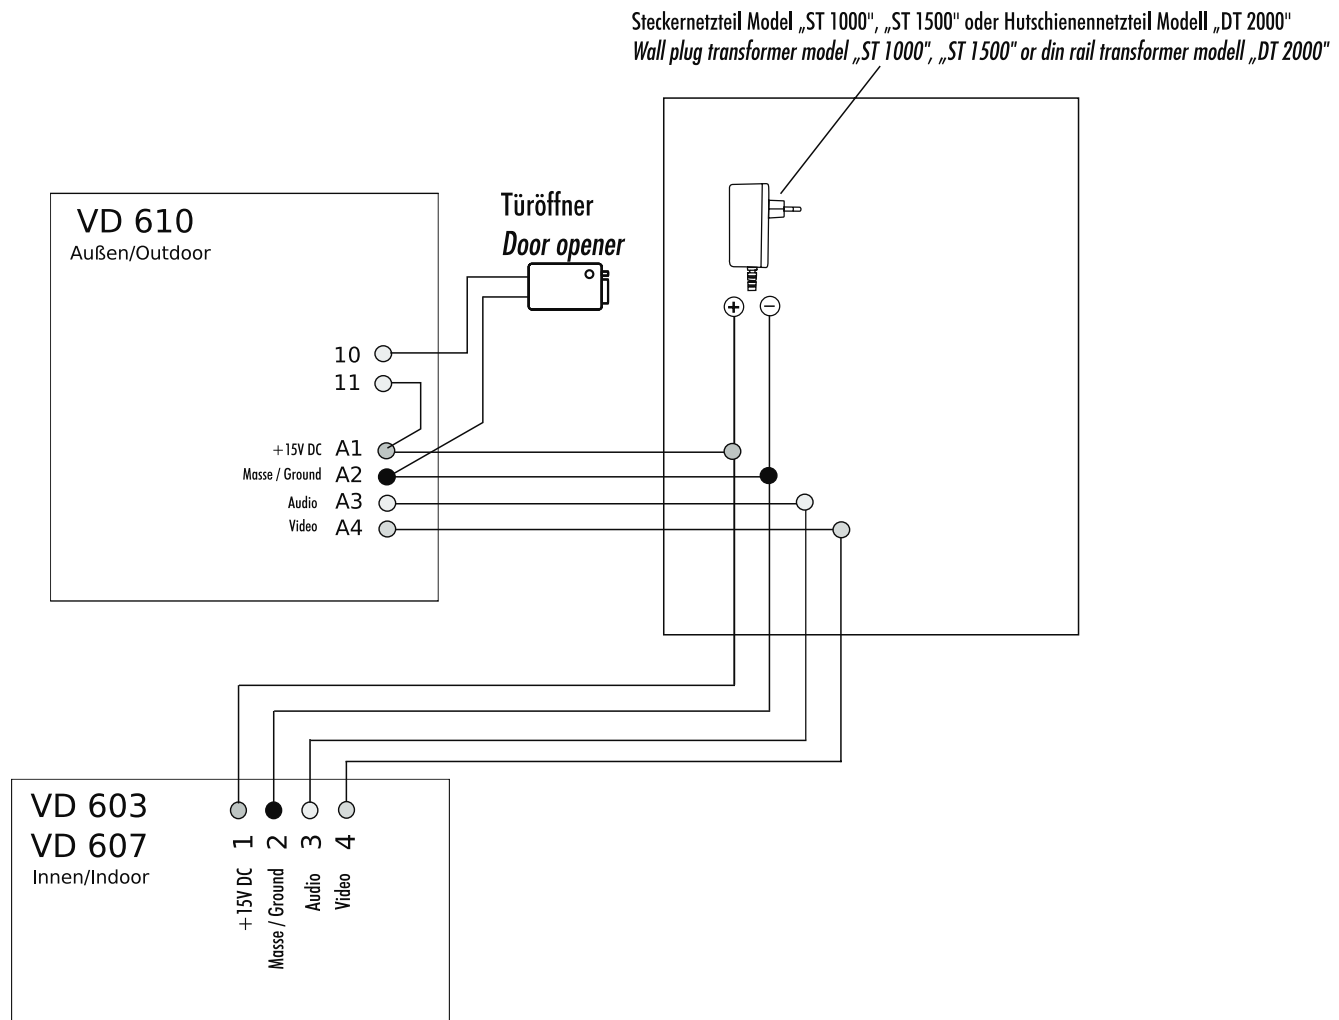 Steckernetzteil Model „ST 1000", „ST 1500" oder Hutschienennetzteil Modell „DT 2000"
Wall plug transformer model „ST 1000", „ST 1500" or din rail transformer modell „DT 2000"
VD 610
Außen/Outdoor
Türöffner
Door opener
+ −
10
11
+15V DC A1
Masse / Ground A2
Audio A3
Video A4
VD 603
VD 607
Innen/Indoor
1 +15V DC
2 Masse / Ground
3 Audio
4 Video